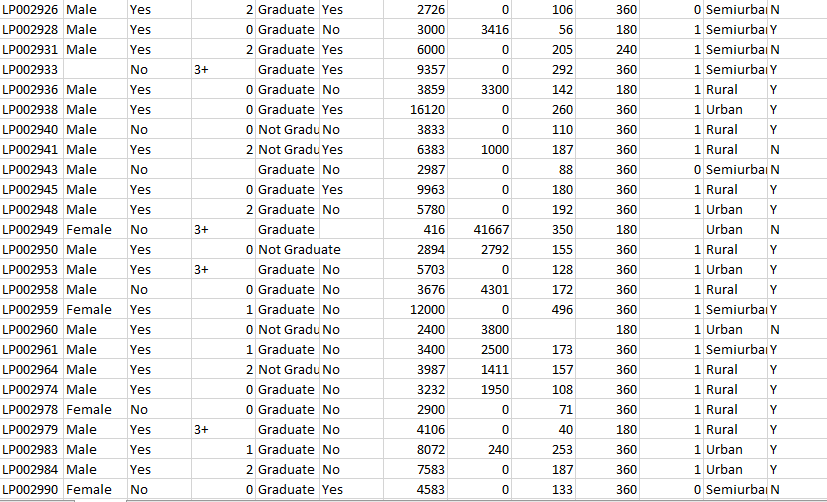 LP002926 Male Yes 2 Graduate Yes 2726 0 106 360 0 Semiurba N
LP002928 Male Yes 0 Graduate No 3000 3416 56 180 1 Semiurba Y
LP002931 Male Yes 2 Graduate Yes 6000 0 205 240 1 Semiurba N
LP002933 No 3+ Graduate Yes 9357 0 292 360 1 Semiurba Y
LP002936 Male Yes 0 Graduate No 3859 3300 142 180 1 Rural Y
LP002938 Male Yes 0 Graduate Yes 16120 0 260 360 1 Urban Y
LP002940 Male No 0 Not Gradu No 3833 0 110 360 1 Rural Y
LP002941 Male Yes 2 Not Gradu Yes 6383 1000 187 360 1 Rural N
LP002943 Male No Graduate No 2987 0 88 360 0 Semiurba N
LP002945 Male Yes 0 Graduate Yes 9963 0 180 360 1 Rural Y
LP002948 Male Yes 2 Graduate No 5780 0 192 360 1 Urban Y
LP002949 Female No 3+ Graduate 416 41667 350 180 Urban N
LP002950 Male Yes 0 Not Graduate 2894 2792 155 360 1 Rural Y
LP002953 Male Yes 3+ Graduate No 5703 0 128 360 1 Urban Y
LP002958 Male No 0 Graduate No 3676 4301 172 360 1 Rural Y
LP002959 Female Yes 1 Graduate No 12000 0 496 360 1 Semiurba Y
LP002960 Male Yes 0 Not Gradu No 2400 3800 180 1 Urban N
LP002961 Male Yes 1 Graduate No 3400 2500 173 360 1 Semiurba Y
LP002964 Male Yes 2 Not Gradu No 3987 1411 157 360 1 Rural Y
LP002974 Male Yes 0 Graduate No 3232 1950 108 360 1 Rural Y
LP002978 Female No 0 Graduate No 2900 0 71 360 1 Rural Y
LP002979 Male Yes 3+ Graduate No 4106 0 40 180 1 Rural Y
LP002983 Male Yes 1 Graduate No 8072 240 253 360 1 Urban Y
LP002984 Male Yes 2 Graduate No 7583 0 187 360 1 Urban Y
LP002990 Female No 0 Graduate Yes 4583 0 133 360 0 Semiurba N